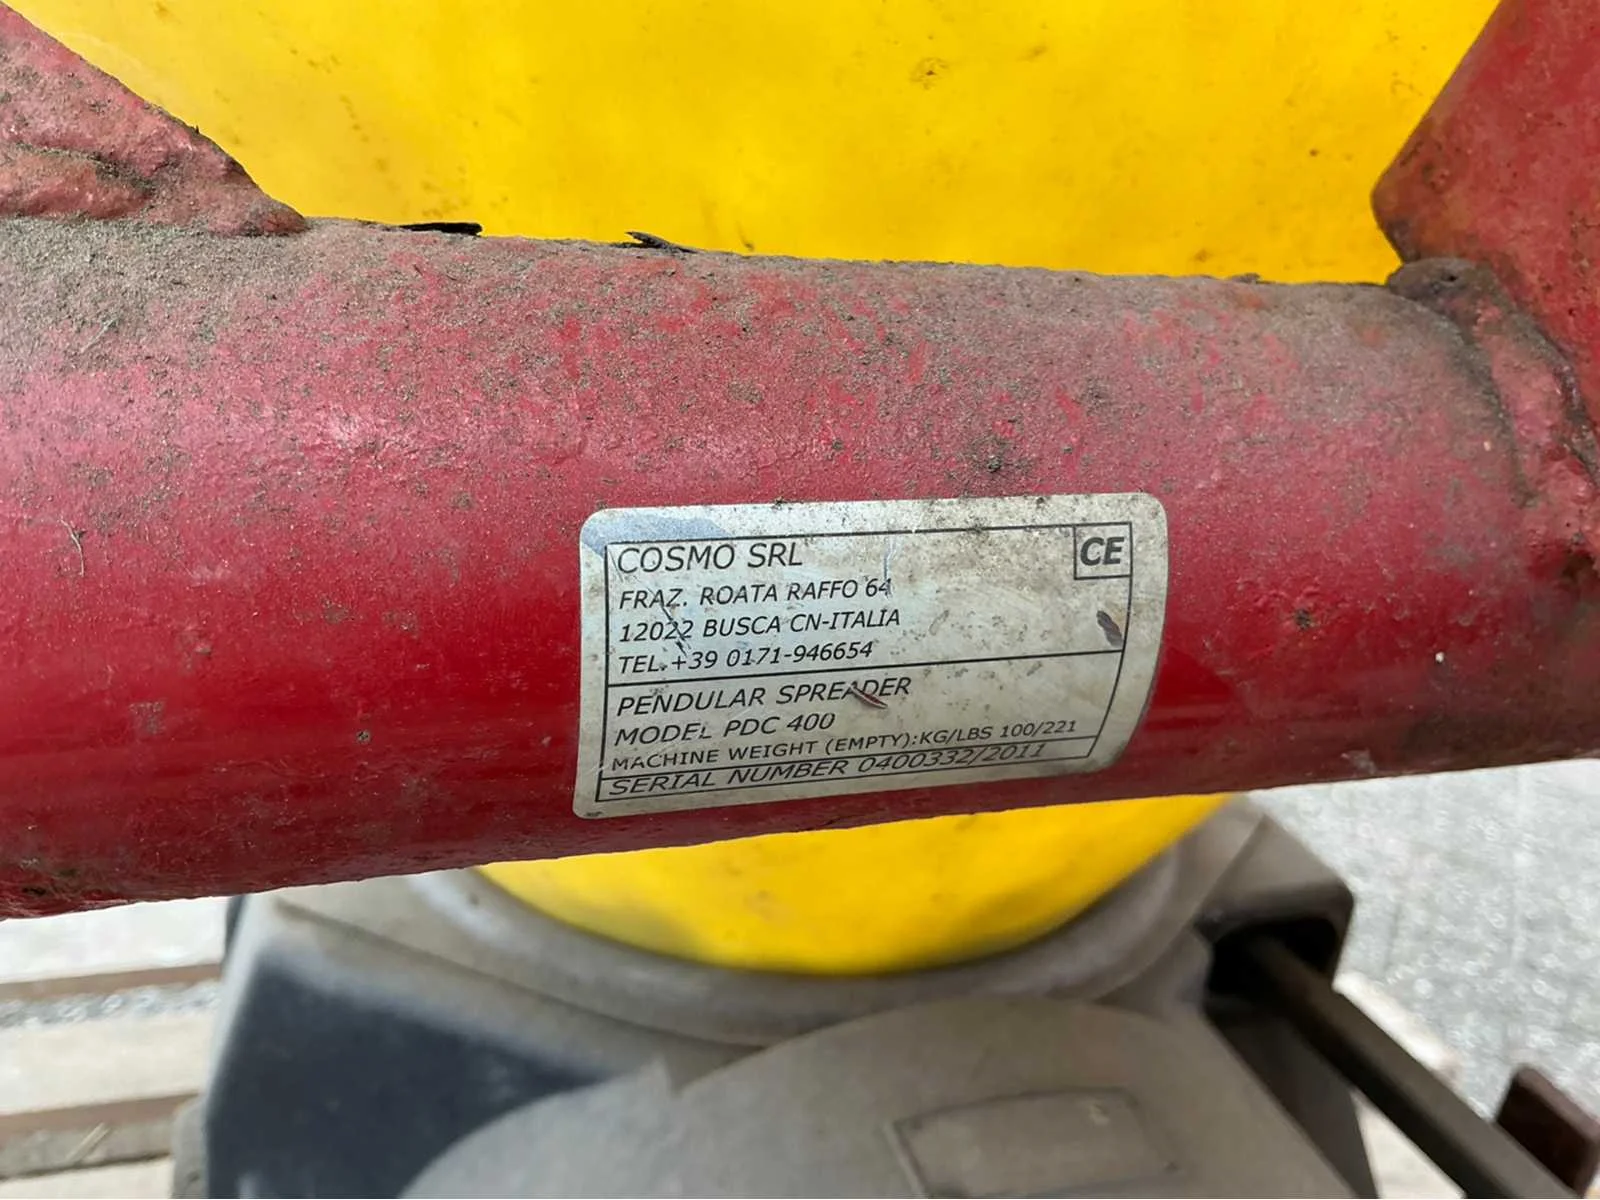 COSMO SRL
CE
FRAZ. ROATA RAFFO 64
12022 BUSCA CN-ITALIA
TEL.+39 0171-946654
PENDULAR SPREADER
MODEL PDC 400
MACHINE WEIGHT (EMPTY):KG/LBS 100/221
SERIAL NUMBER 0400332/2011